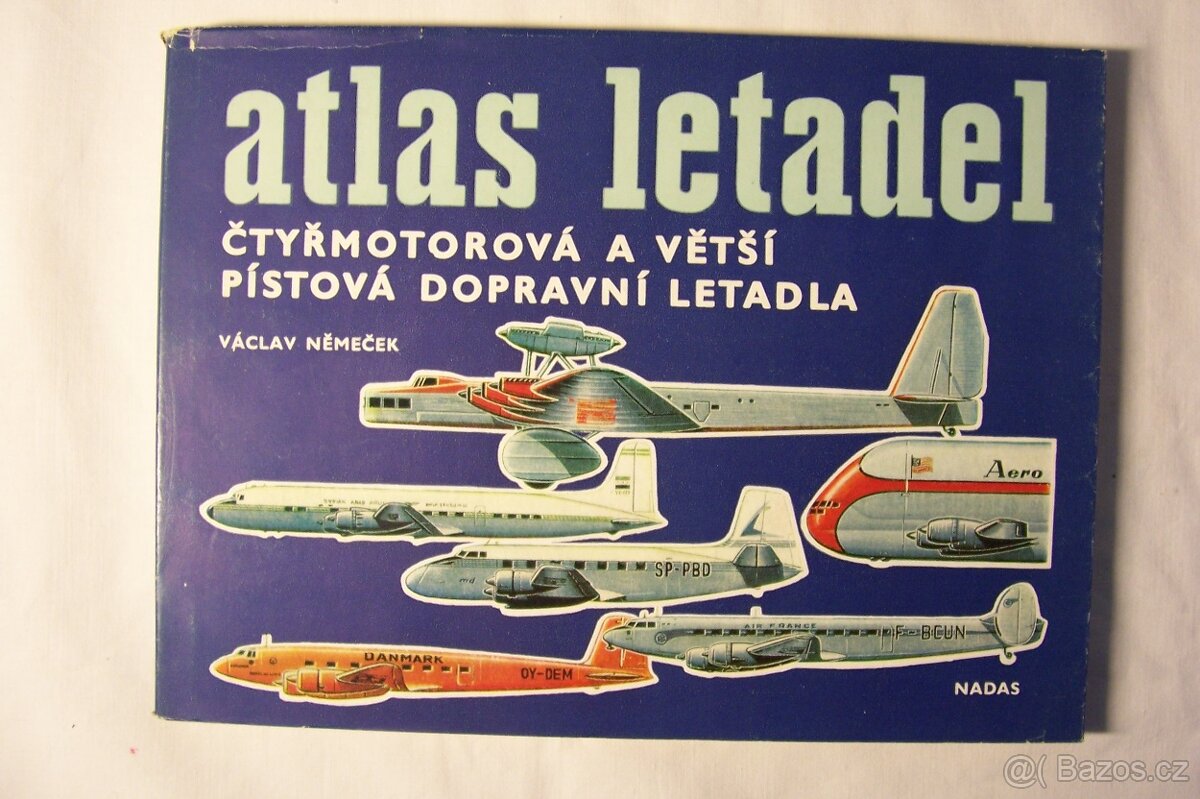 atlas letadel
ČTYŘMOTOROVÁ A VĚTŠÍ
PÍSTOVÁ DOPRAVNÍ LETADLA
VÁCLAV NĚMEČEK
Aero
SP-PBD
AIR FRANCE
F-BCUN
DANMARK
OY-DEM
NADAS
@( Bazos.cz